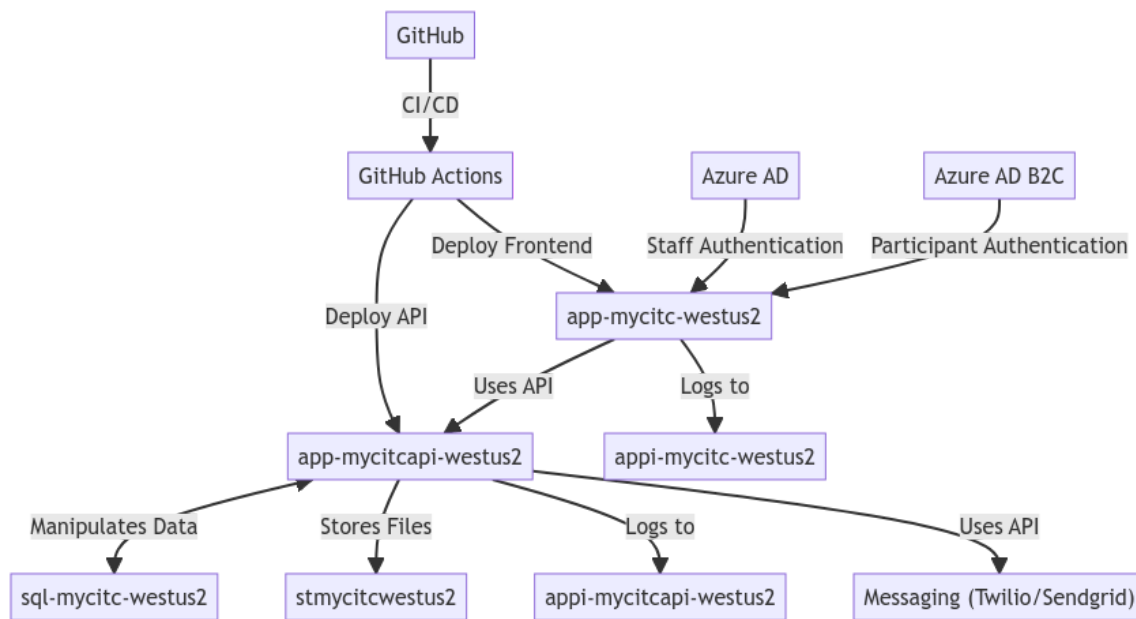 GitHub
CI/CD
GitHub Actions
Azure AD
Azure AD B2C
Deploy Frontend
Staff Authentication
Participant Authentication
app-mycitc-westus2
Deploy API
Uses API
Logs to
app-mycitcapi-westus2
appi-mycitc-westus2
Manipulates Data
Stores Files
Logs to
Uses API
sql-mycitc-westus2
stmycitcwestus2
appi-mycitcapi-westus2
Messaging (Twilio/Sendgrid)